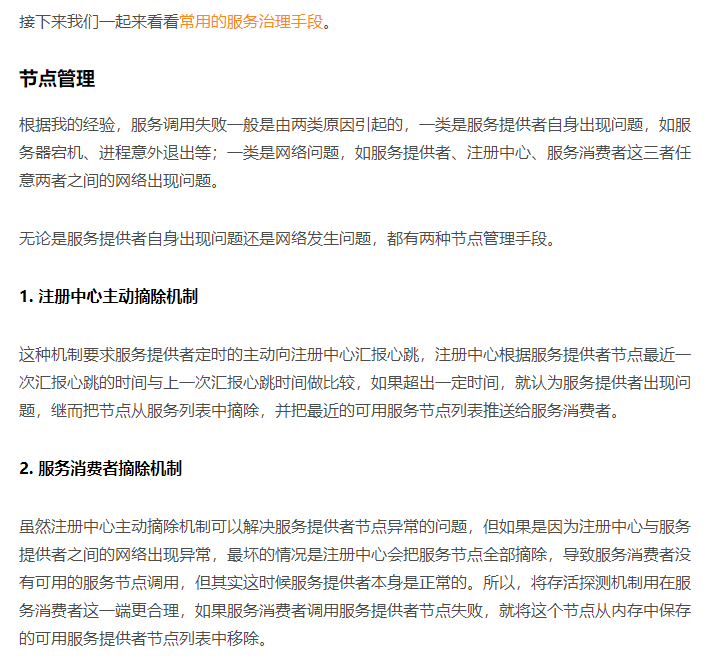 接下来我们一起来看看常用的服务治理手段。
节点管理
根据我的经验，服务调用失败一般是由两类原因引起的，一类是服务提供者自身出现问题，如服
务器宕机、进程意外退出等；一类是网络问题，如服务提供者、注册中心、服务消费者这三者任
意两者之间的网络出现问题。
无论是服务提供者自身出现问题还是网络发生问题，都有两种节点管理手段。
1. 注册中心主动摘除机制
这种机制要求服务提供者定时的主动向注册中心汇报心跳，注册中心根据服务提供者节点最近一
次汇报心跳的时间与上一次汇报心跳时间做比较，如果超出一定时间，就认为服务提供者出现问
题，继而把节点从服务列表中摘除，并把最近的可用服务节点列表推送给服务消费者。
2. 服务消费者摘除机制
虽然注册中心主动摘除机制可以解决服务提供者节点异常的问题，但如果是因为注册中心与服务
提供者之间的网络出现异常，最坏的情况是注册中心会把服务节点全部摘除，导致服务消费者没
有可用的服务节点调用，但其实这时候服务提供者本身是正常的。所以，将存活探测机制用在服
务消费者这一端更合理，如果服务消费者调用服务提供者节点失败，就将这个节点从内存中保存
的可用服务提供者节点列表中移除。